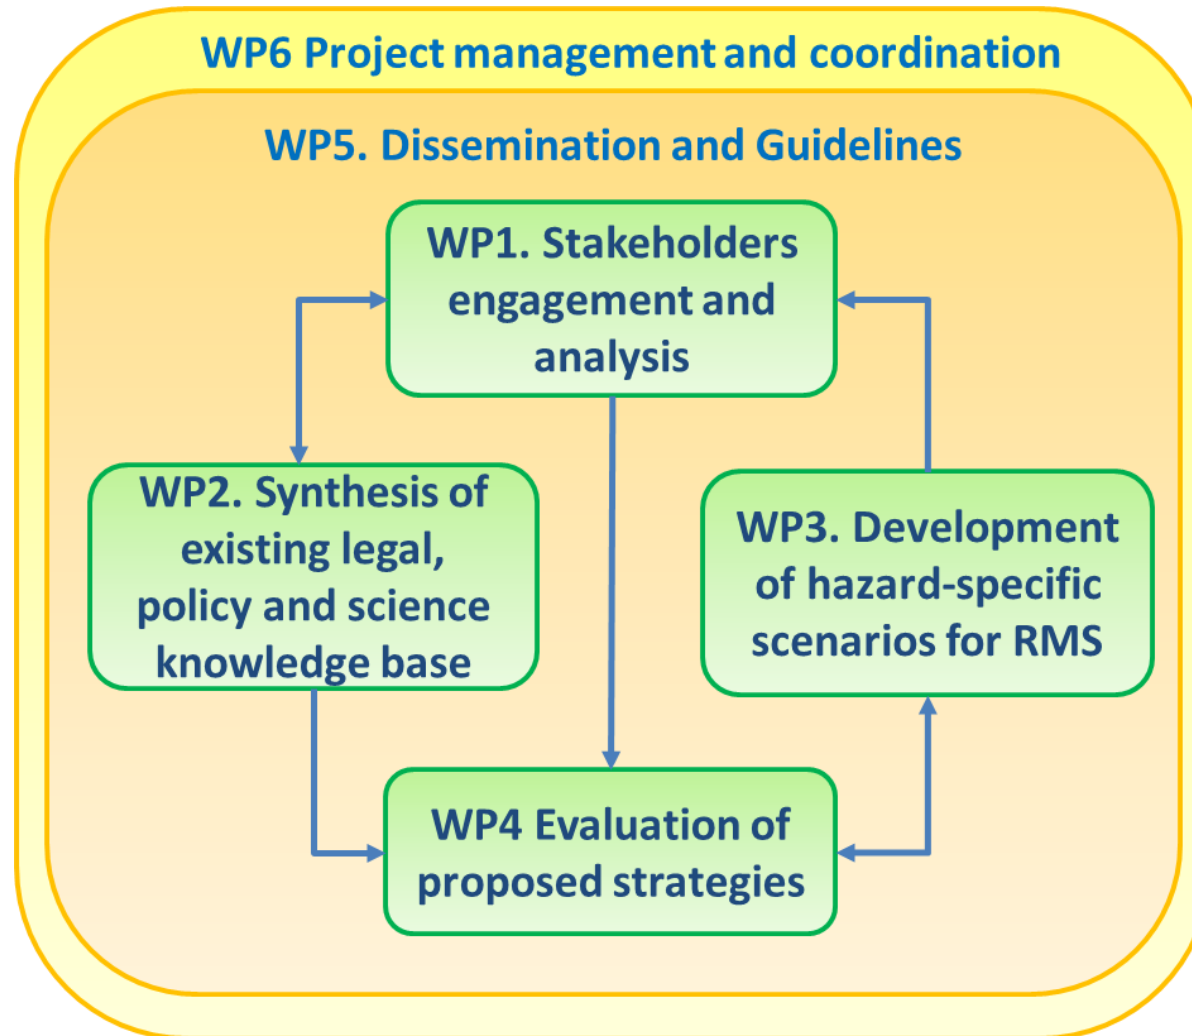 WP6 Project management and coordination
WP5. Dissemination and Guidelines
WP1. Stakeholders
engagement and
analysis
WP2. Synthesis of
existing legal,
policy and science
knowledge base
WP3. Development
of hazard-specific
scenarios for RMS
WP4 Evaluation of
proposed strategies